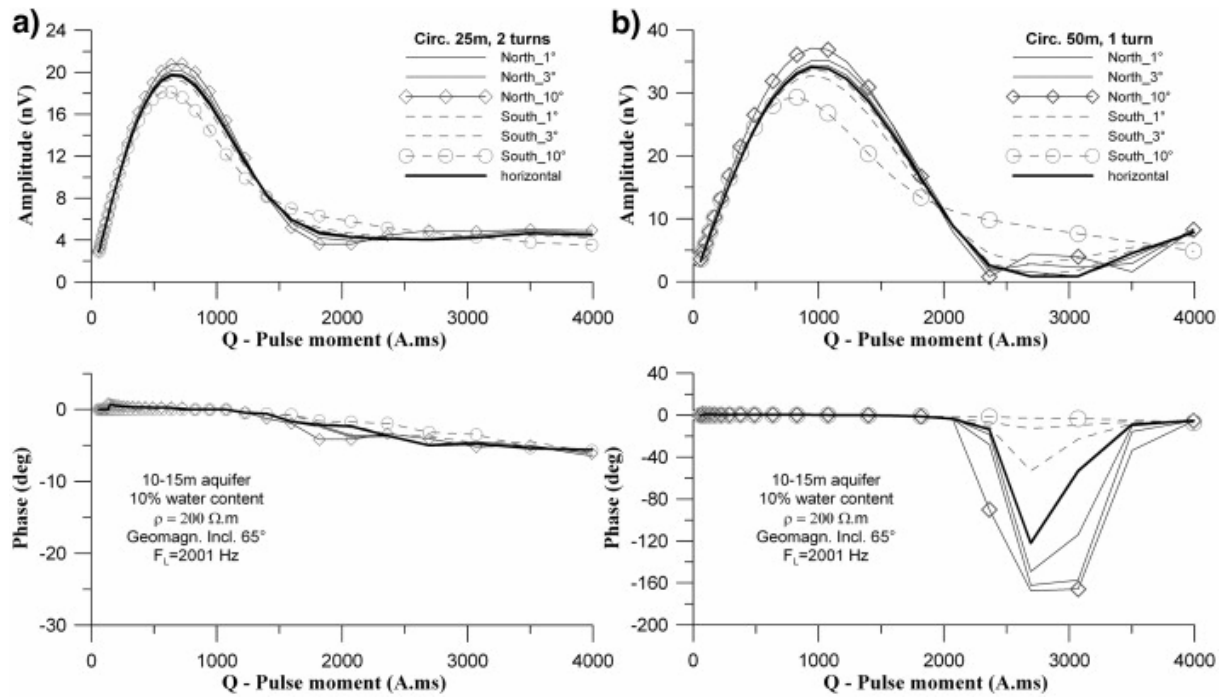 a)
24
20
16
12
8
4
0
Amplitude (nV)
Circ. 25m, 2 turns
North_1°
North_3°
North_10°
South_1°
South_3°
South_10°
horizontal
0 1000 2000 3000 4000
Q - Pulse moment (A.ms)
b)
50
40
30
20
10
0
Amplitude (nV)
Circ. 50m, 1 turn
North_1°
North_3°
North_10°
South_1°
South_3°
South_10°
horizontal
0 1000 2000 3000 4000
Q - Pulse moment (A.ms)
0
-10
-20
-30
Phase (deg)
10-15m aquifer
10% water content
ρ = 200 Ω.m
Geomagn. Incl. 65°
F_L=2001 Hz
0 1000 2000 3000 4000
Q - Pulse moment (A.ms)
40
0
-40
-80
-120
-160
-200
Phase (deg)
10-15m aquifer
10% water content
ρ = 200 Ω.m
Geomagn. Incl. 65°
F_L=2001 Hz
0 1000 2000 3000 4000
Q - Pulse moment (A.ms)